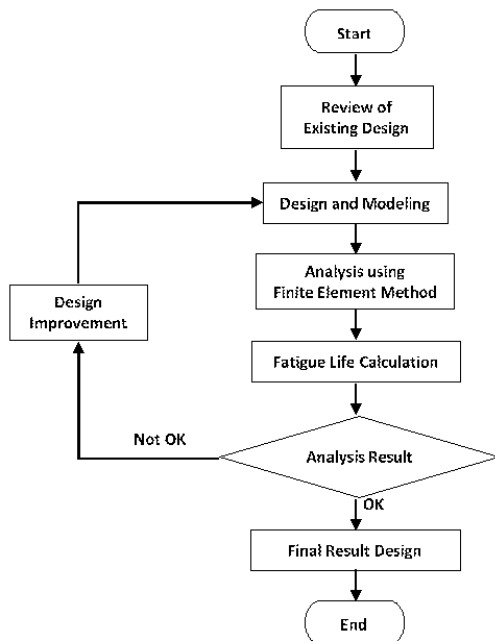 Start
Review of
Existing Design
Design and Modeling
Analysis using
Finite Element Method
Design
Improvement
Fatigue Life Calculation
Not OK
Analysis Result
OK
Final Result Design
End